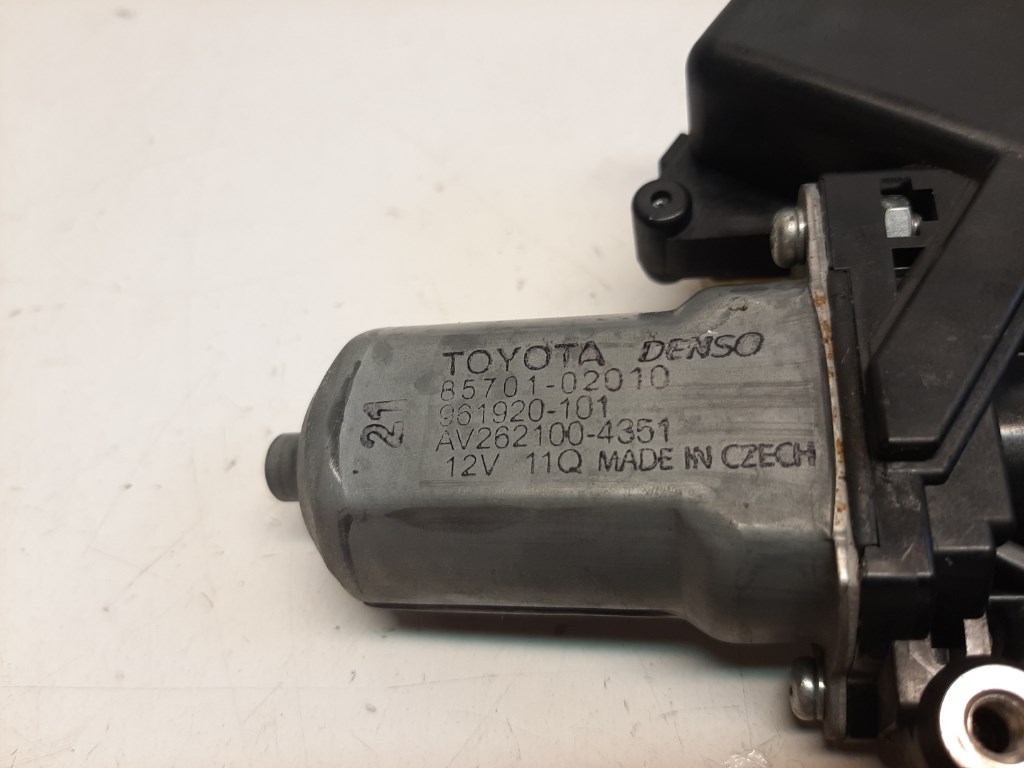 TOYOTA DENSO
85701-02010
961920-101
AV262100-4351
12V 11Q MADE IN CZECH
21